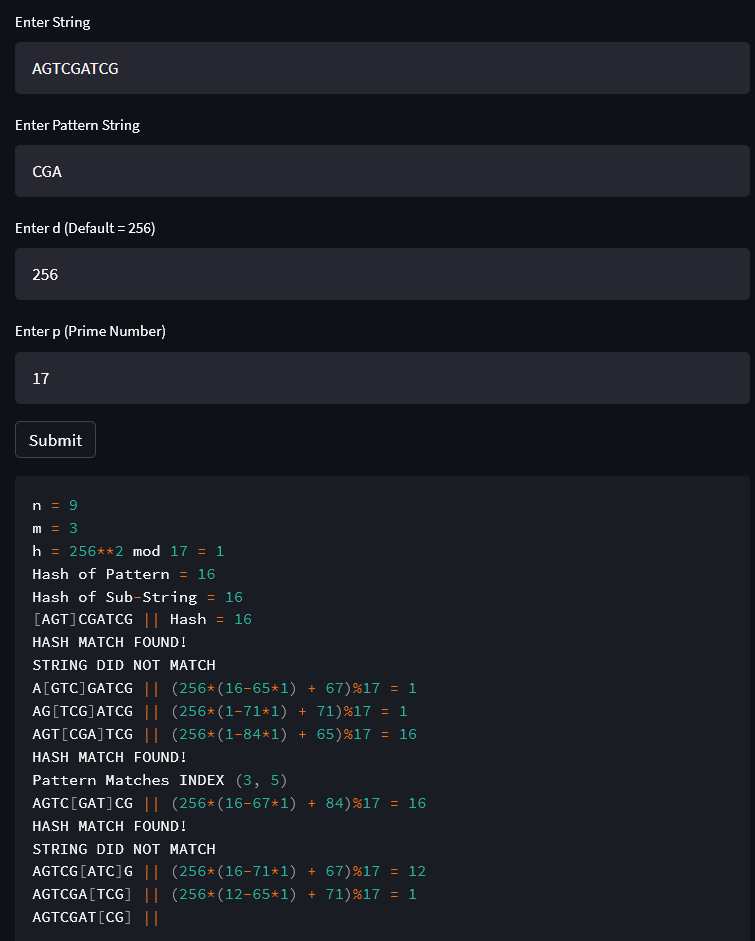 Enter String
AGTCGATCG
Enter Pattern String
CGA
Enter d (Default = 256)
256
Enter p (Prime Number)
17
Submit
n = 9
m = 3
h = 256**2 mod 17 = 1
Hash of Pattern = 16
Hash of Sub-String = 16
[AGT]CGATCG || Hash = 16
HASH MATCH FOUND!
STRING DID NOT MATCH
A[GTC]GATCG || (256*(16-65*1) + 67)%17 = 1
AG[TCG]ATCG || (256*(1-71*1) + 71)%17 = 1
AGT[CGA]TCG || (256*(1-84*1) + 65)%17 = 16
HASH MATCH FOUND!
Pattern Matches INDEX (3, 5)
AGTC[GAT]CG || (256*(16-67*1) + 84)%17 = 16
HASH MATCH FOUND!
STRING DID NOT MATCH
AGTCG[ATC]G || (256*(16-71*1) + 67)%17 = 12
AGTCGA[TCG] || (256*(12-65*1) + 71)%17 = 1
AGTCGAT[CG] ||